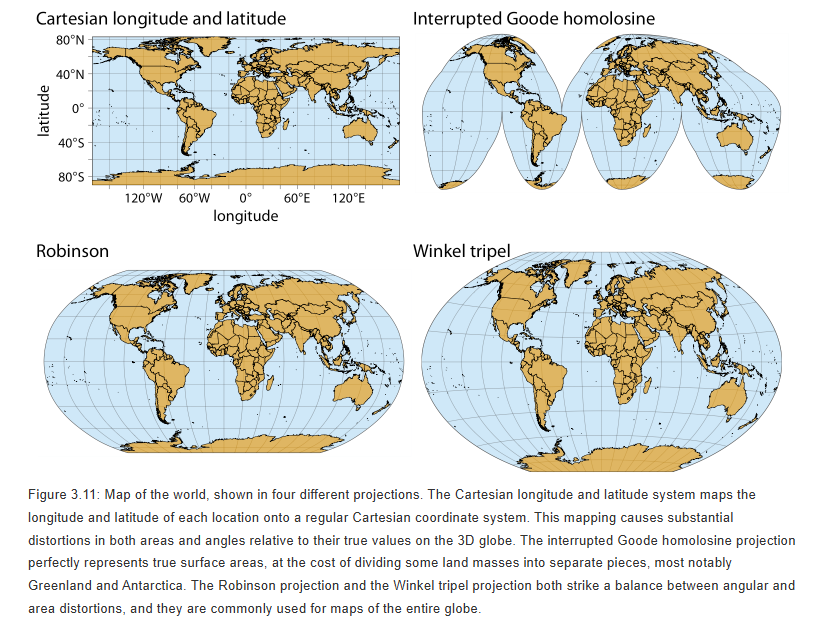 Cartesian longitude and latitude
Interrupted Goode homolosine
80°N
40°N
0°
40°S
80°S
latitude
120°W 60°W 0° 60°E 120°E
longitude
Robinson
Winkel tripel
Figure 3.11: Map of the world, shown in four different projections. The Cartesian longitude and latitude system maps the
longitude and latitude of each location onto a regular Cartesian coordinate system. This mapping causes substantial
distortions in both areas and angles relative to their true values on the 3D globe. The interrupted Goode homolosine projection
perfectly represents true surface areas, at the cost of dividing some land masses into separate pieces, most notably
Greenland and Antarctica. The Robinson projection and the Winkel tripel projection both strike a balance between angular and
area distortions, and they are commonly used for maps of the entire globe.